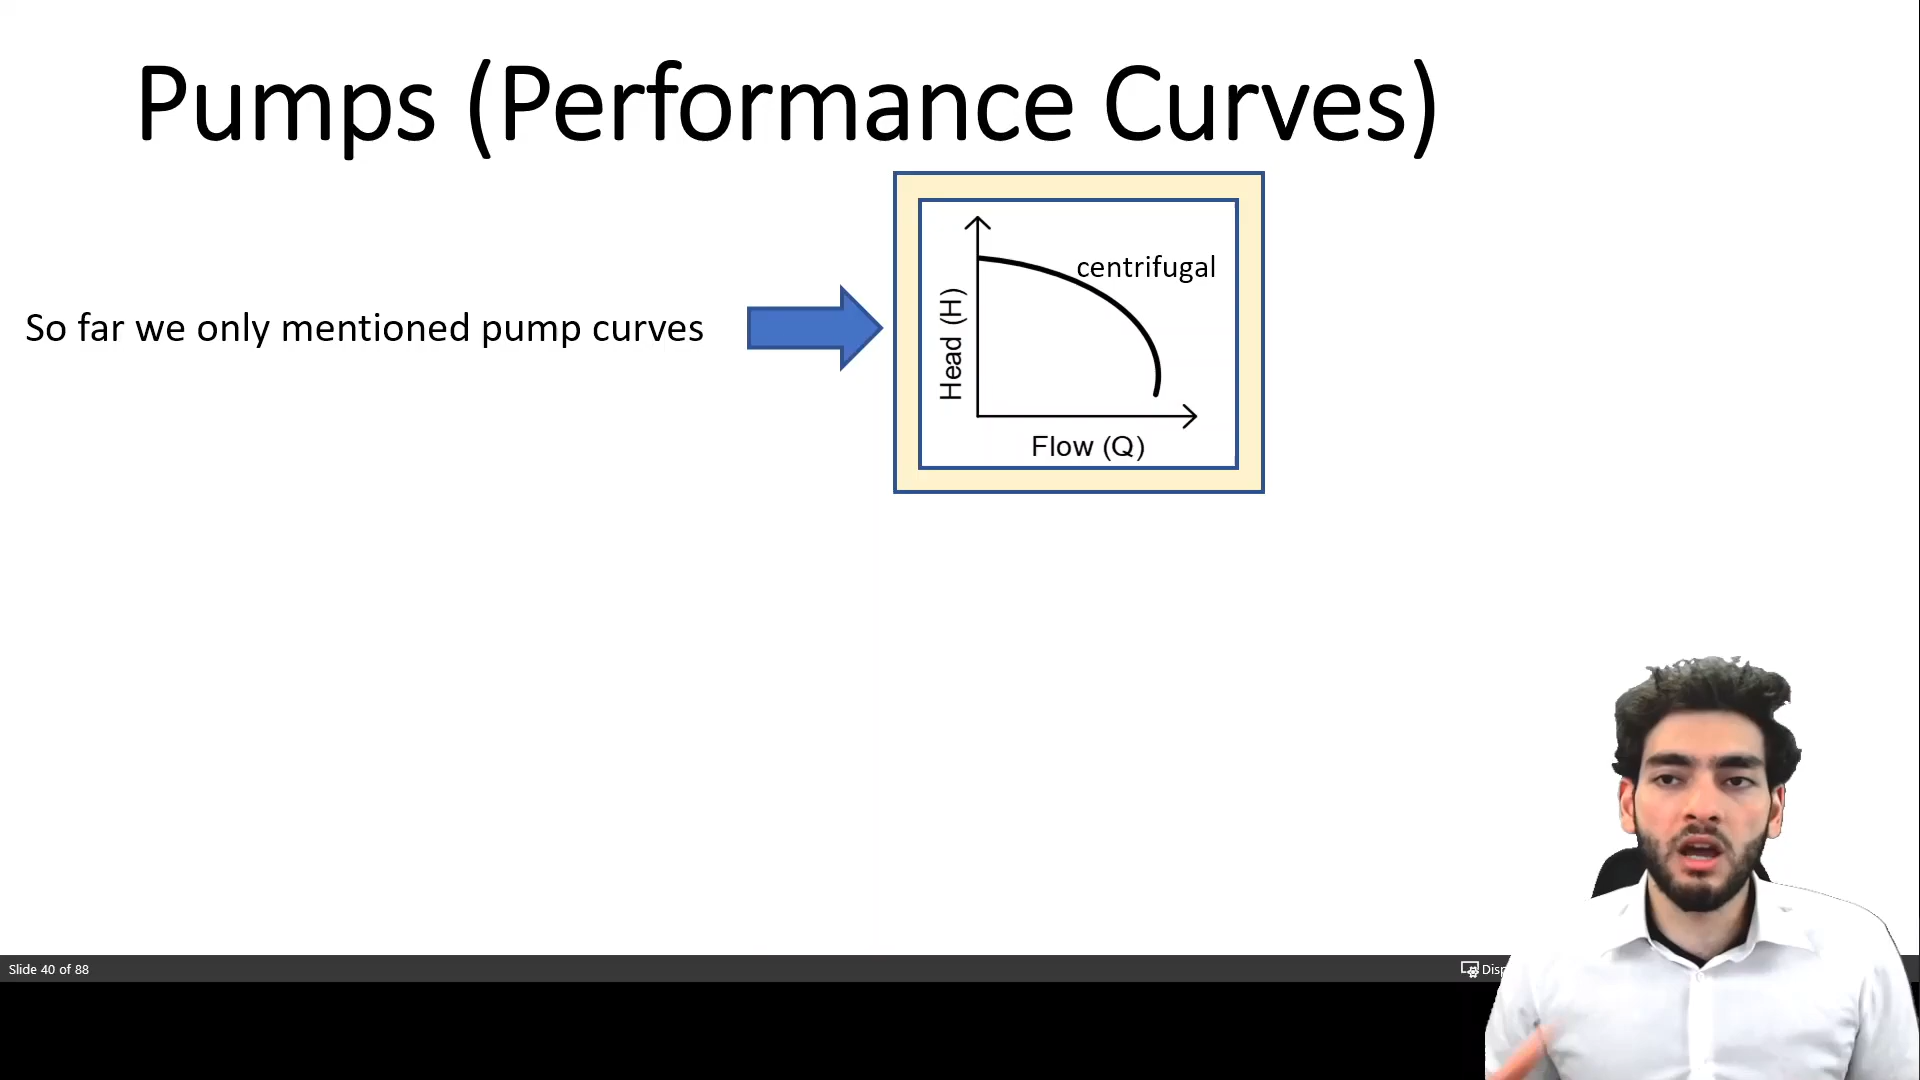 Pumps (Performance Curves)
So far we only mentioned pump curves
centrifugal
Head (H)
Flow (Q)
Slide 40 of 88